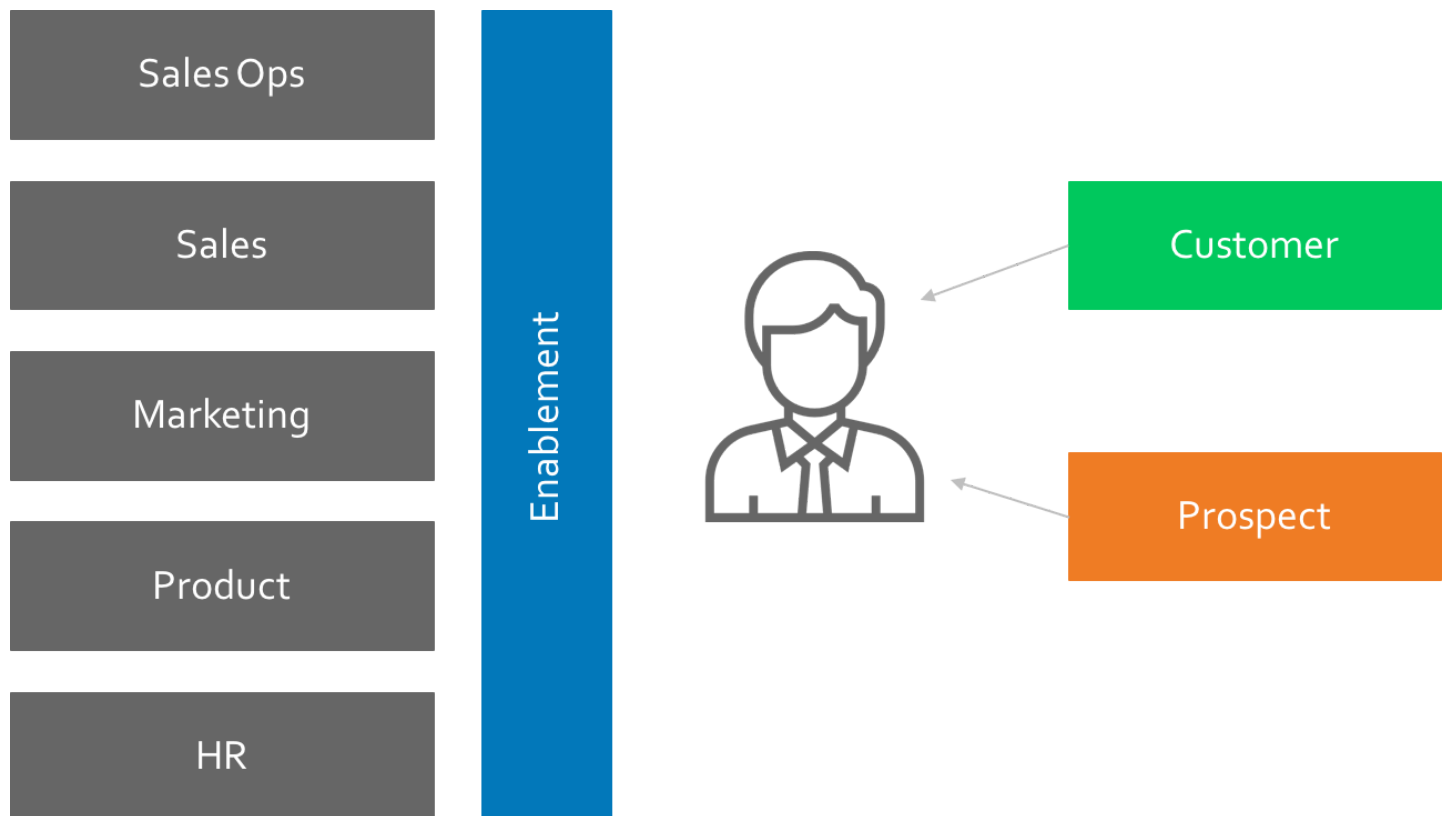 Sales Ops
Sales
Marketing
Product
HR
Enablement
Customer
Prospect